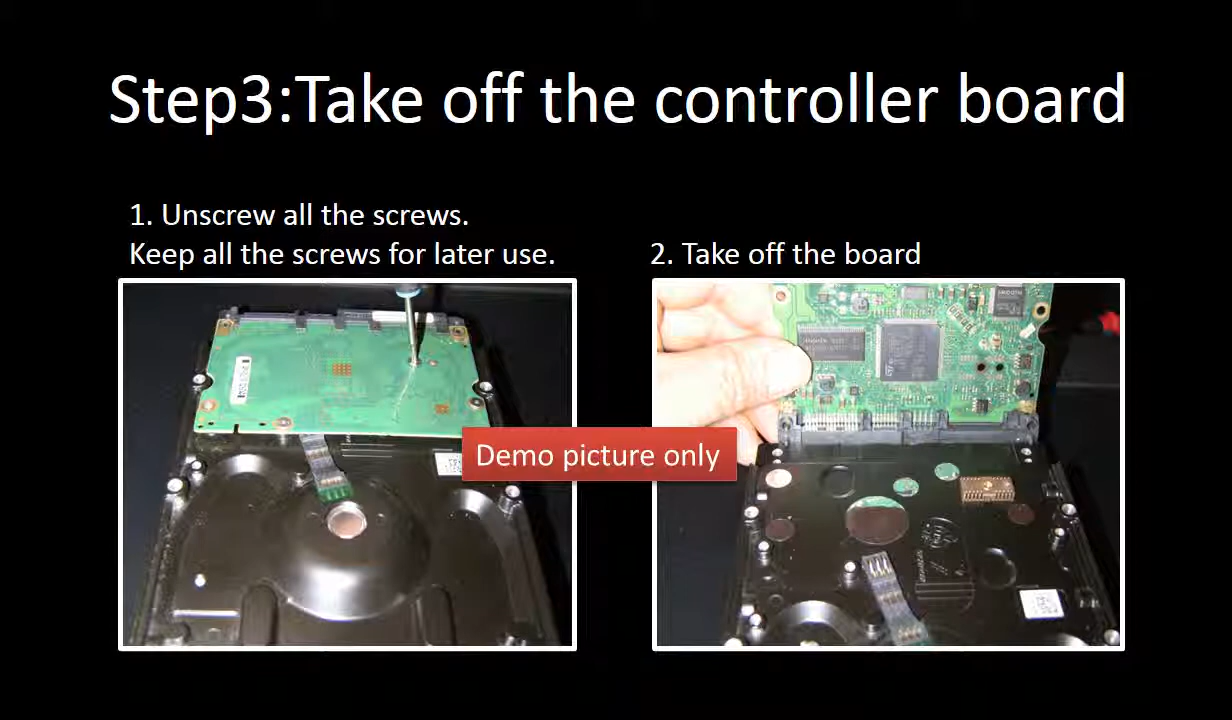 Step3:Take off the controller board
1. Unscrew all the screws.
Keep all the screws for later use.
2. Take off the board
Demo picture only